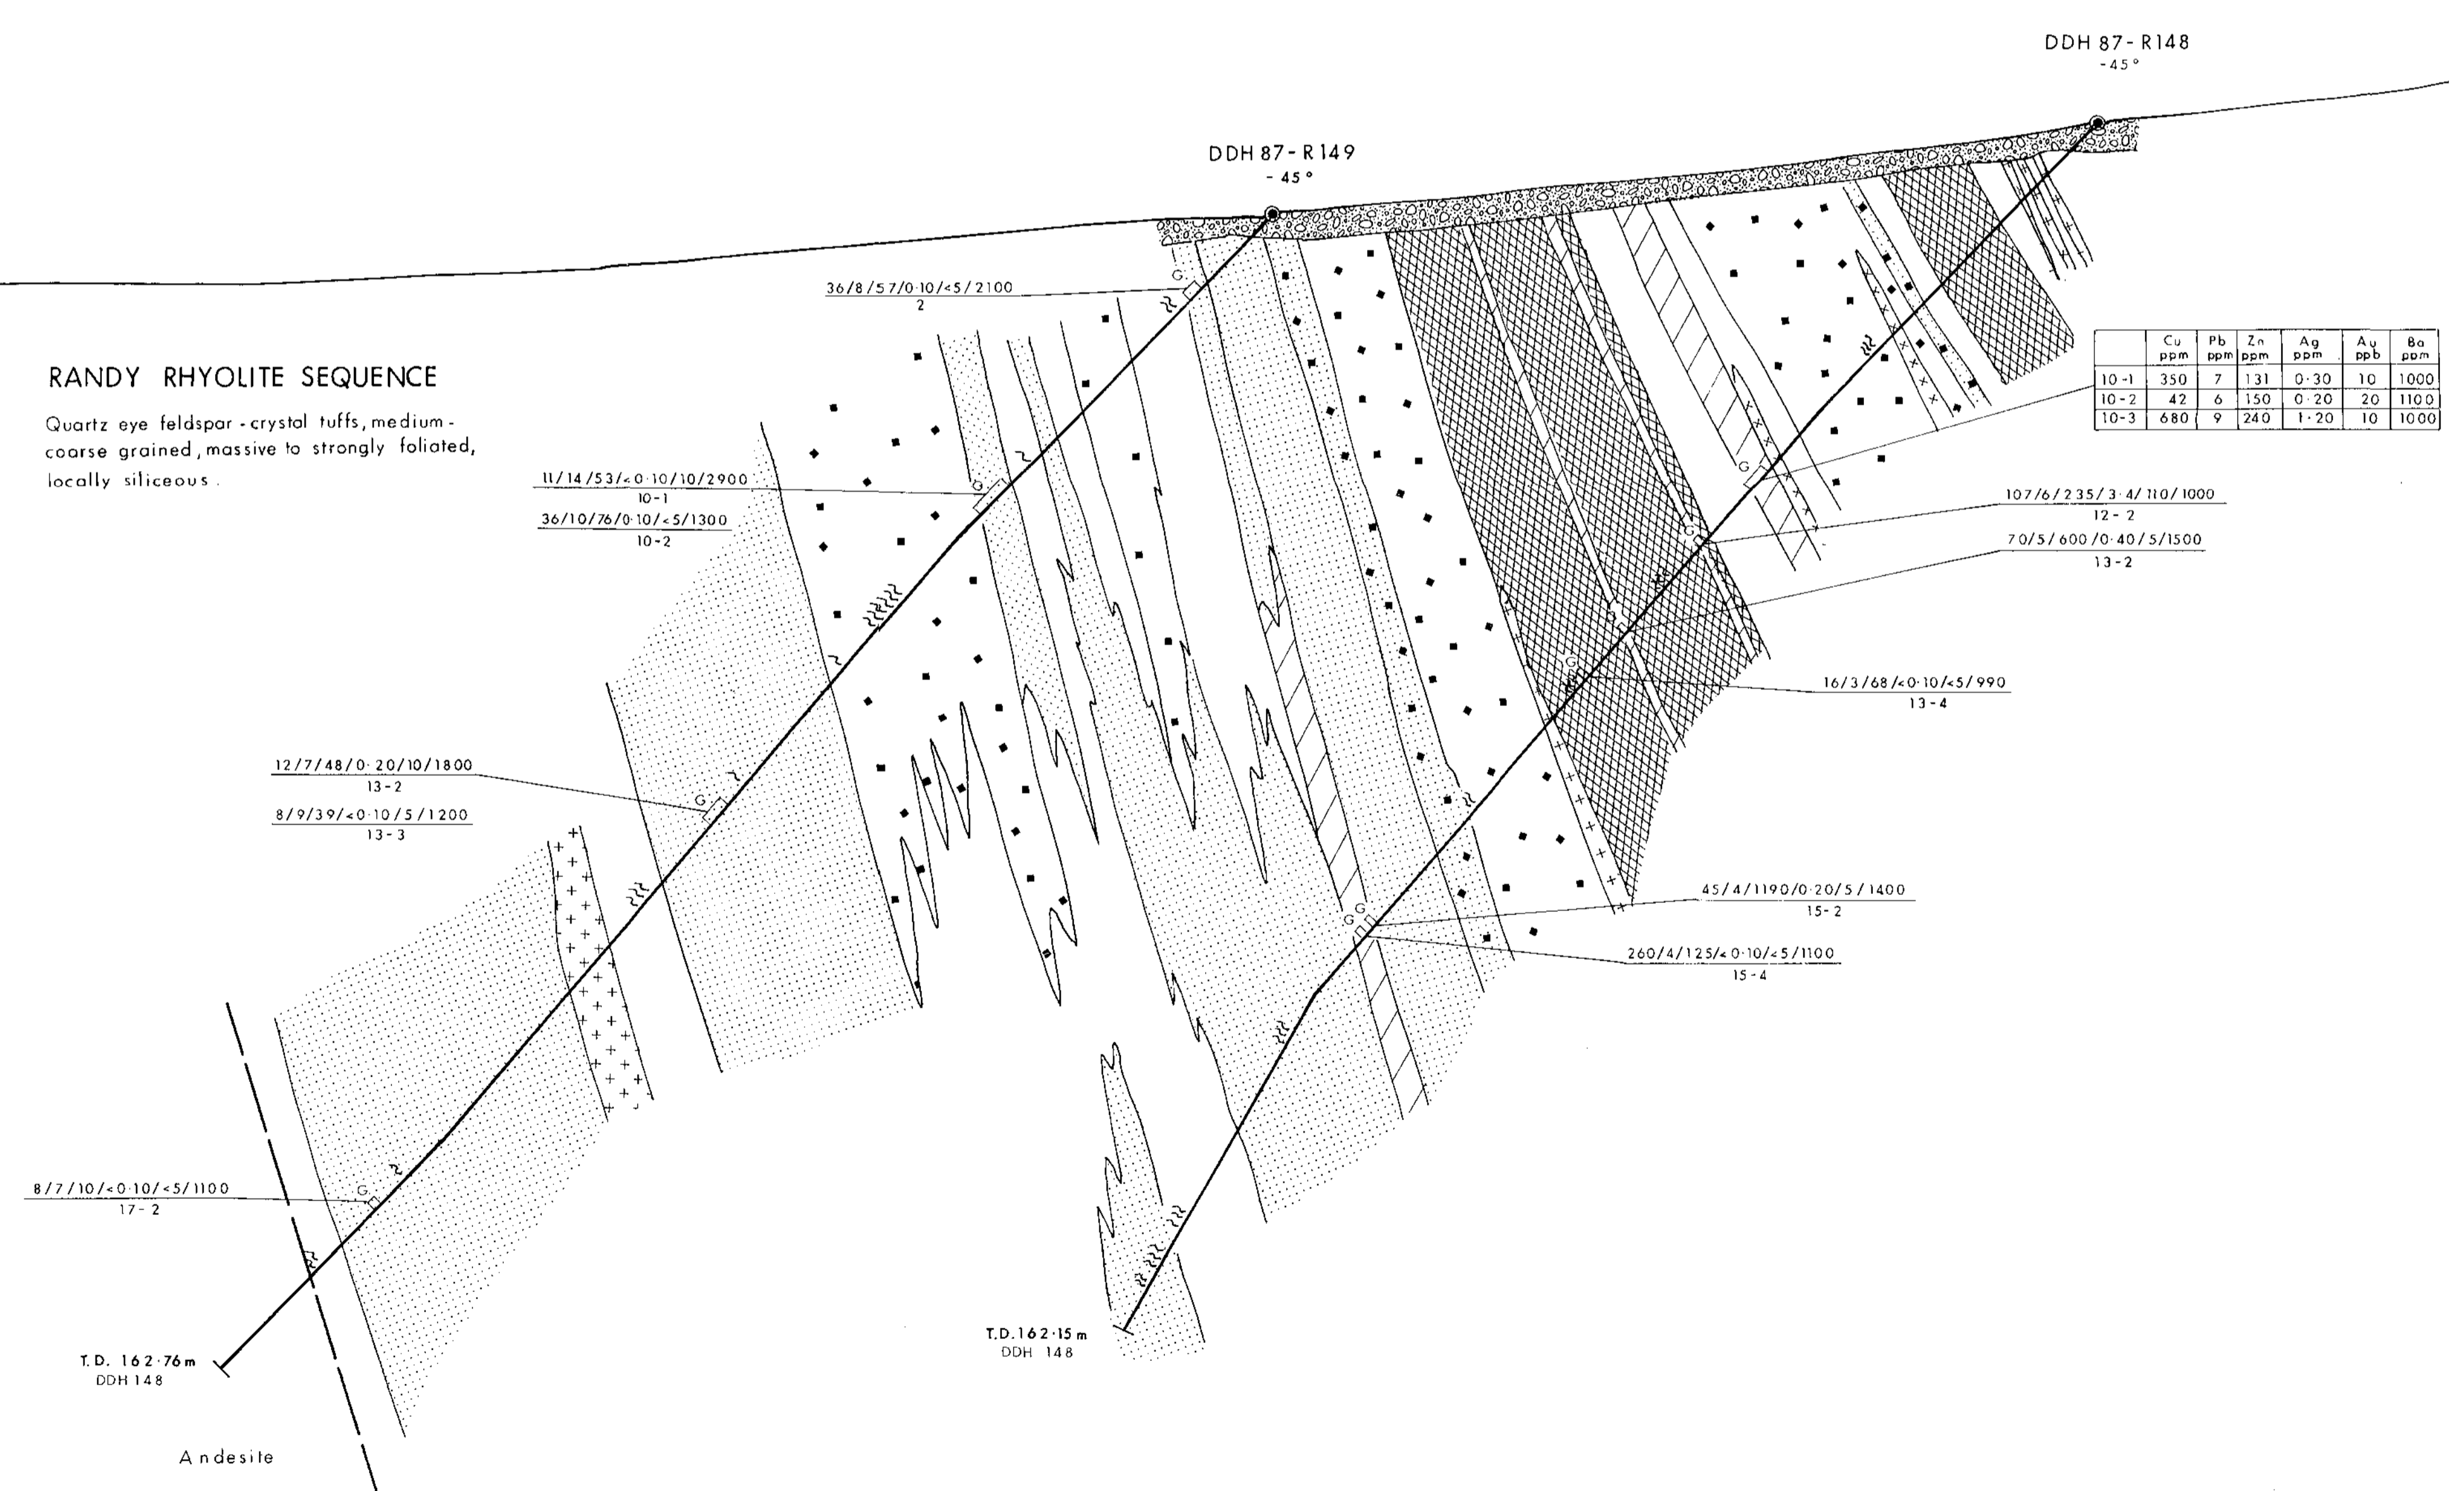 DDH 87-R148
-45°
DDH 87-R149
-45°
36/8/57/0·10/<5/2100
2
RANDY RHYOLITE SEQUENCE
Quartz eye feldspar-crystal tuffs, medium-
coarse grained, massive to strongly foliated,
locally siliceous.
Cu ppm Pb ppm Zn ppm Ag ppm Au ppb Ba ppm
10-1 350 7 131 0·30 10 1000
10-2 42 6 150 0·20 20 1100
10-3 680 9 240 1·20 10 1000
11/14/53/<0·10/10/2900
10-1
36/10/76/0·10/<5/1300
10-2
107/6/235/3·4/110/1000
12-2
70/5/600/0·40/5/1500
13-2
16/3/68/<0·10/<5/990
13-4
12/7/48/0·20/10/1800
13-2
8/9/39/<0·10/5/1200
13-3
45/4/1190/0·20/5/1400
15-2
260/4/125/<0·10/<5/1100
15-4
8/7/10/<0·10/<5/1100
17-2
G
G
G
G
G
G
G
G G
T.D. 162·15 m
DDH 148
T.D. 162·76 m
DDH 148
Andesite